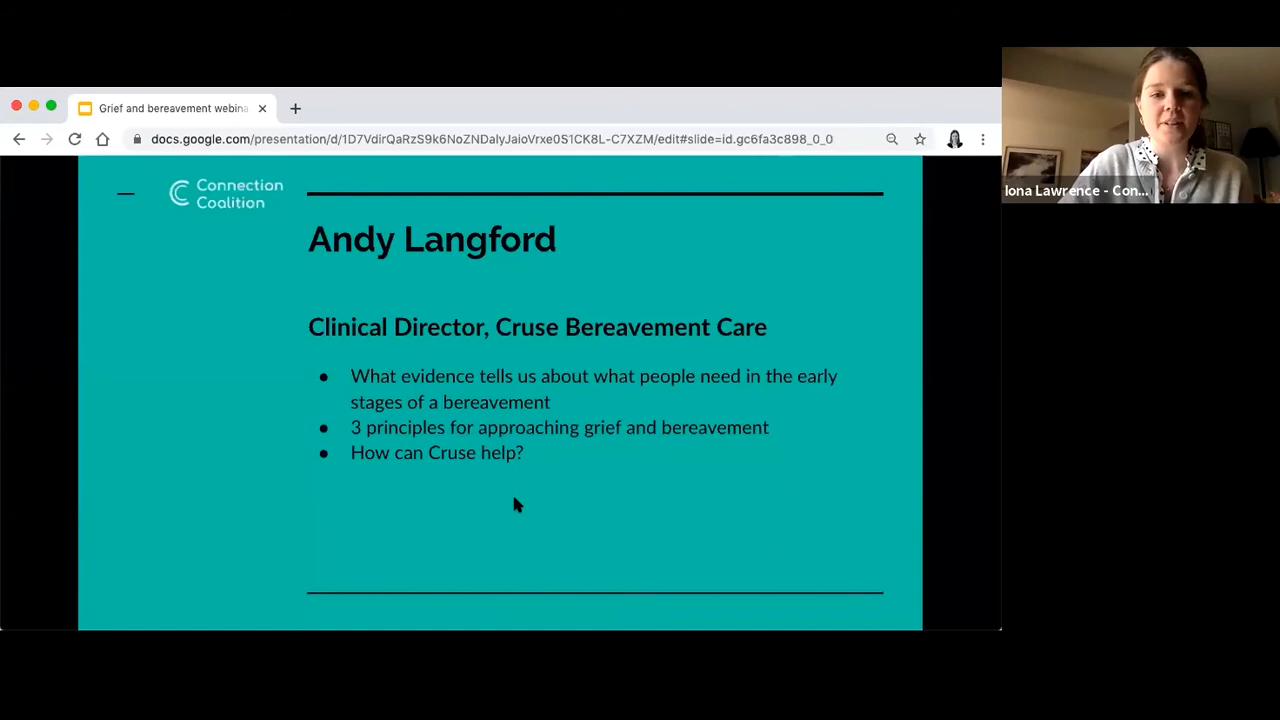 Grief and bereavement webina
docs.google.com/presentation/d/1D7VdirQaRzS9k6NoZNDalyJaioVrxe0S1CK8L-C7XZM/edit#slide=id.gc6fa3c898_0_0
Iona Lawrence - Con...
Connection
Coalition
Andy Langford
Clinical Director, Cruse Bereavement Care
● What evidence tells us about what people need in the early
stages of a bereavement
● 3 principles for approaching grief and bereavement
● How can Cruse help?